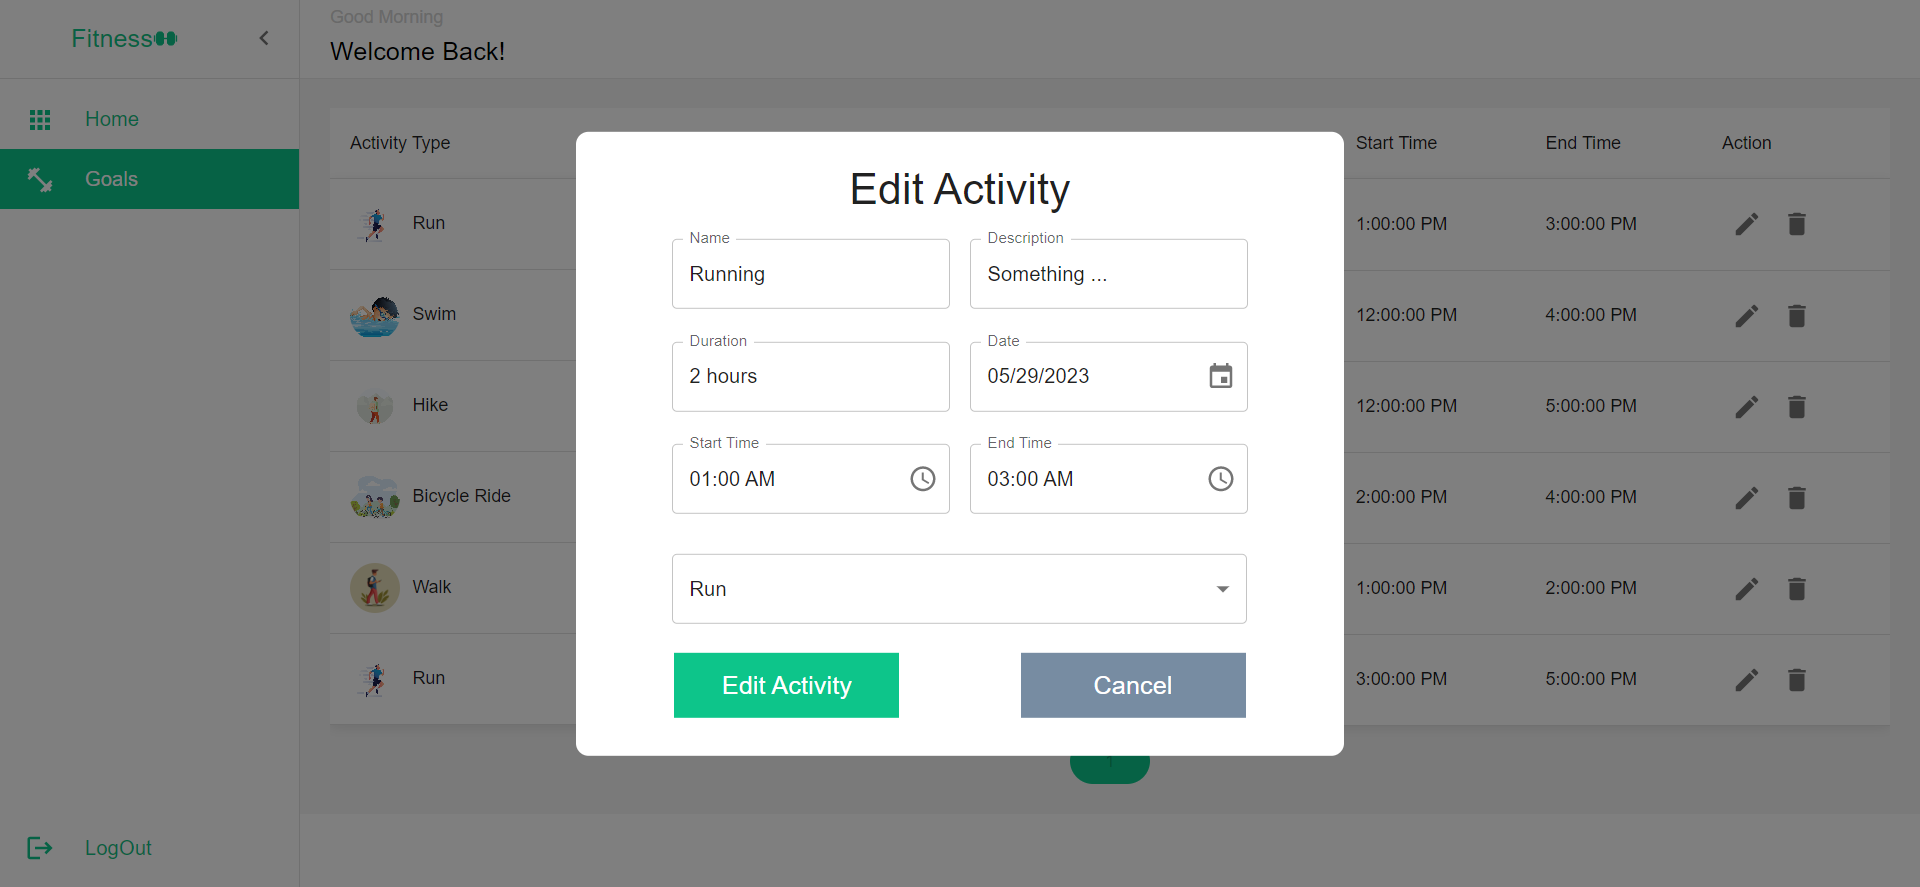 Fitness
Good Morning
Welcome Back!
Home
Goals
LogOut
Activity Type
Start Time
End Time
Action
Run
1:00:00 PM
3:00:00 PM
Swim
12:00:00 PM
4:00:00 PM
Hike
12:00:00 PM
5:00:00 PM
Bicycle Ride
2:00:00 PM
4:00:00 PM
Walk
1:00:00 PM
2:00:00 PM
Run
3:00:00 PM
5:00:00 PM
Edit Activity
Name
Running
Description
Something ...
Duration
2 hours
Date
05/29/2023
Start Time
01:00 AM
End Time
03:00 AM
Run
Edit Activity
Cancel